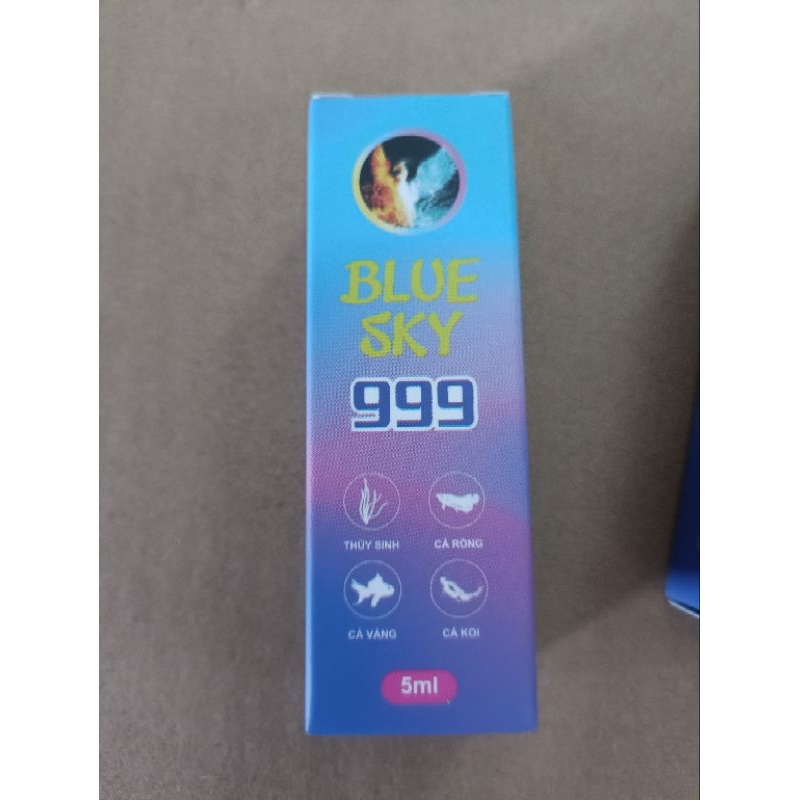 BLUE
SKY
999
THỦY SINH
CÁ RỒNG
CÁ VÀNG
CÁ KOI
5ml